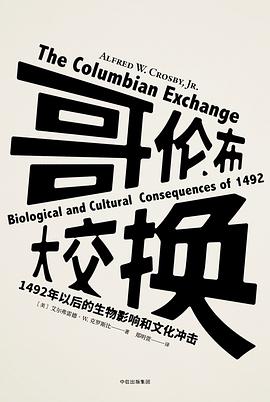 ALFRED W. CROSBY, JR.
The Columbian Exchange
哥伦布
Biological and Cultural Consequences of 1492
大交换
1492年以后的生物影响和文化冲击
[美] 艾尔弗雷德·W.克罗斯比——著
郑明萱——译
中信出版集团